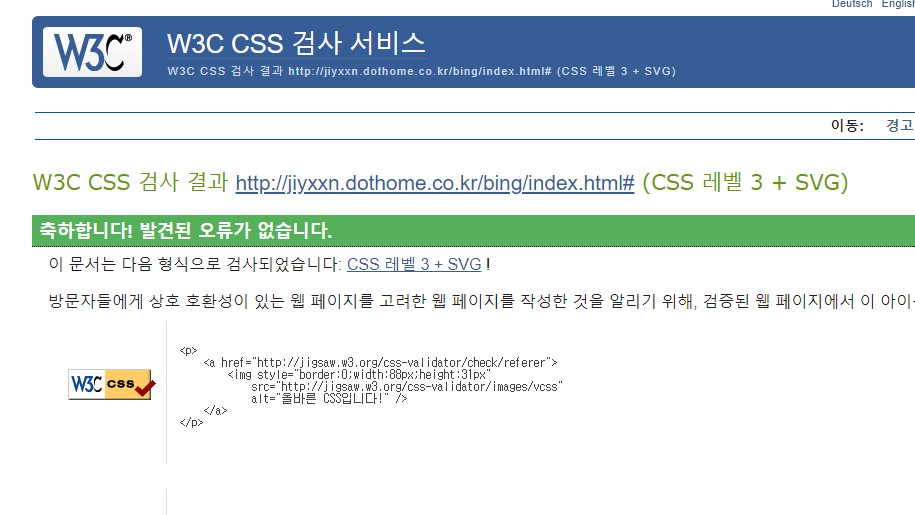 Deutsch English
W3C®
W3C CSS 검사 서비스
W3C CSS 검사 결과 http://jiyxxn.dothome.co.kr/bing/index.html# (CSS 레벨 3 + SVG)
이동: 경고
W3C CSS 검사 결과 http://jiyxxn.dothome.co.kr/bing/index.html# (CSS 레벨 3 + SVG)
축하합니다! 발견된 오류가 없습니다.
이 문서는 다음 형식으로 검사되었습니다: CSS 레벨 3 + SVG !
방문자들에게 상호 호환성이 있는 웹 페이지를 고려한 웹 페이지를 작성한 것을 알리기 위해, 검증된 웹 페이지에서 이 아이
<p>
<a href="http://jigsaw.w3.org/css-validator/check/referer">
<img style="border:0;width:88px;height:31px"
W3C css
src="http://jigsaw.w3.org/css-validator/images/vcss"
alt="올바른 CSS입니다!" />
</a>
</p>